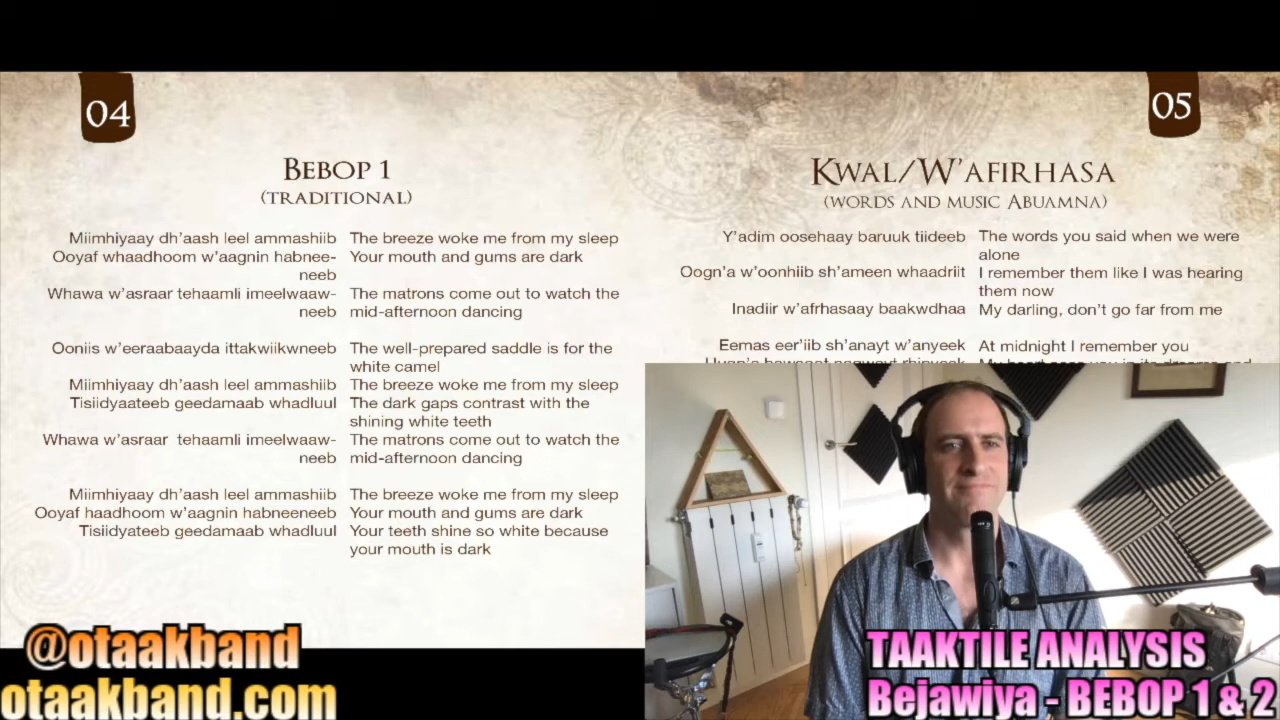 04
BEBOP 1
(TRADITIONAL)
Miimhiyaay dh'aash leel ammashiib The breeze woke me from my sleep
Ooyaf whaadhoom w'aagnin habnee- Your mouth and gums are dark
neeb
Whawa w'asraar tehaamli imeelwaaw- The matrons come out to watch the
neeb mid-afternoon dancing
Ooniis w'eeraabaayda ittakwiikwneeb The well-prepared saddle is for the
white camel
Miimhiyaay dh'aash leel ammashiib The breeze woke me from my sleep
Tisiidyaateeb geedamaab whadluul The dark gaps contrast with the
shining white teeth
Whawa w'asraar tehaamli imeelwaaw- The matrons come out to watch the
neeb mid-afternoon dancing
Miimhiyaay dh'aash leel ammashiib The breeze woke me from my sleep
Ooyaf haadhoom w'aagnin habneeneeb Your mouth and gums are dark
Tisiidyateeb geedamaab whadluul Your teeth shine so white because
your mouth is dark
05
KWAL/W'AFIRHASA
(WORDS AND MUSIC ABUAMNA)
Y'adim oosehaay baruuk tiideeb The words you said when we were
alone
Oogn'a w'oonhiib sh'ameen whaadriit I remember them like I was hearing
them now
Inadiir w'afrhasaay baakwdhaa My darling, don't go far from me
Eemas eer'iib sh'anayt w'anyeek At midnight I remember you
@otaakband
otaakband.com
TAAKTILE ANALYSIS
Bejawiya - BEBOP 1 & 2